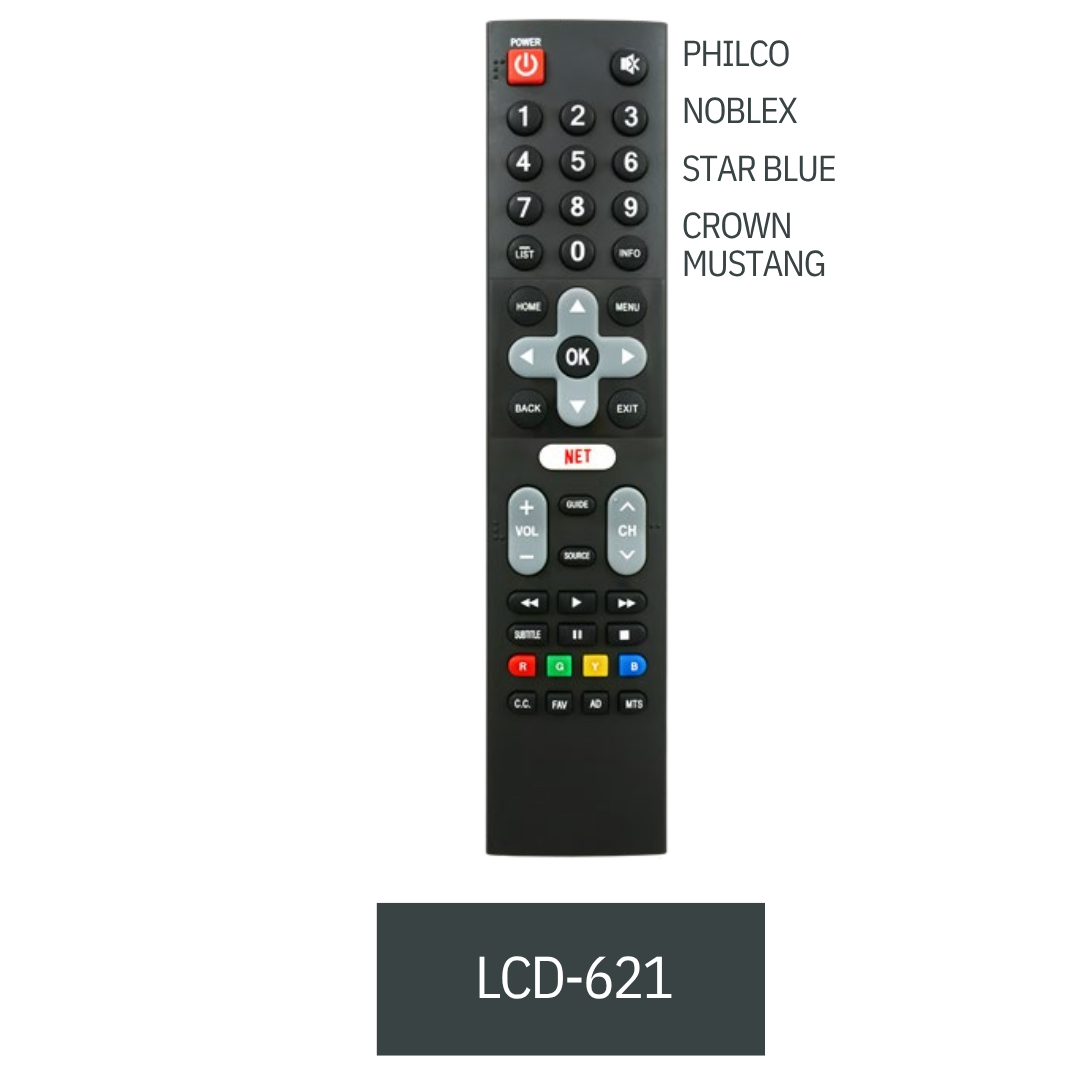 POWER
1 2 3
4 5 6
7 8 9
LIST 0 INFO
HOME MENU
OK
BACK EXIT
NET
+ GUIDE
VOL CH
− SOURCE
SUBTITLE
R G Y B
C.C. FAV AD MTS
PHILCO
NOBLEX
STAR BLUE
CROWN
MUSTANG
LCD-621